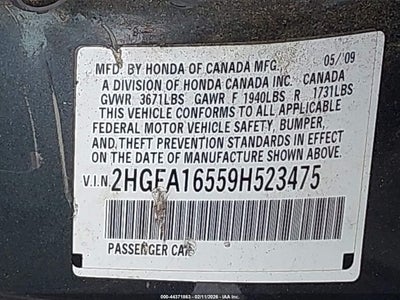 MFD. BY HONDA OF CANADA MFG. 05/'09
A DIVISION OF HONDA CANADA INC. CANADA
GVWR 3671LBS GAWR F 1940LBS R 1731LBS
THIS VEHICLE CONFORMS TO ALL APPLICABLE
FEDERAL MOTOR VEHICLE SAFETY, BUMPER,
AND THEFT PREVENTION STANDARDS IN EFFECT
ON THE DATE OF MANUFACTURE SHOWN ABOVE.
V.I.N. 2HGFA16559H523475
PASSENGER CAR
000-44371863 - 02/11/2026 - IAA Inc.